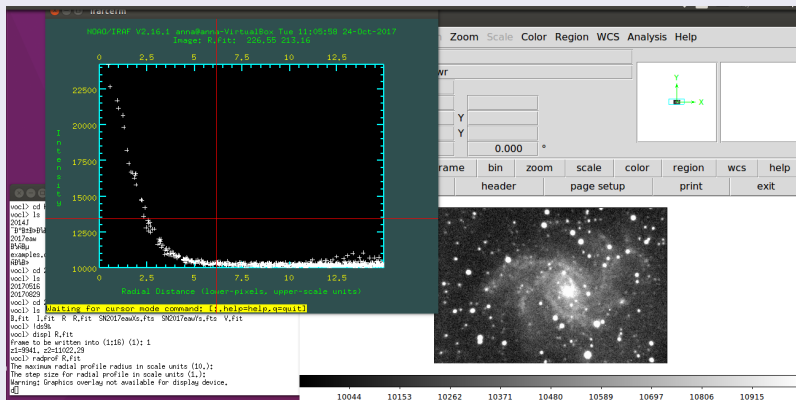 irafterm
NOAO/IRAF V2.16.1 anna@anna-VirtualBox Tue 11:05:58 24-Oct-2017
Image: R.fit: 226.55 213.16
0 2.5 5 7.5 10 12.5
22500
20000
17500
15000
12500
10000
Intensity
0 2.5 5 7.5 10 12.5
Radial Distance (lower-pixels, upper-scale units)
Waiting for cursor mode command: [:,help=help,q=quit]
Zoom Scale Color Region WCS Analysis Help
Y
Y
0.000 °
Y
X
bin zoom scale color region wcs help
header page setup print exit
vocl> cd
vocl> ls
2014J
2017eaw
vocl> cd
vocl> ls
20170516
20170829
vocl> cd
vocl> ls
B.fit I.fit R R.fit SN2017eawXs.fts SN2017eawYs.fts V.fit
vocl> !ds9&
vocl> displ R.fit
frame to be written into (1:16) (1): 1
z1=9941. z2=11022.29
vocl> radprof R.fit
The maximum radial profile radius in scale units (10.):
The step size for radial profile in scale units (1.):
Warning: Graphics overlay not available for display device.
d
10044 10153 10262 10371 10480 10589 10697 10806 10915